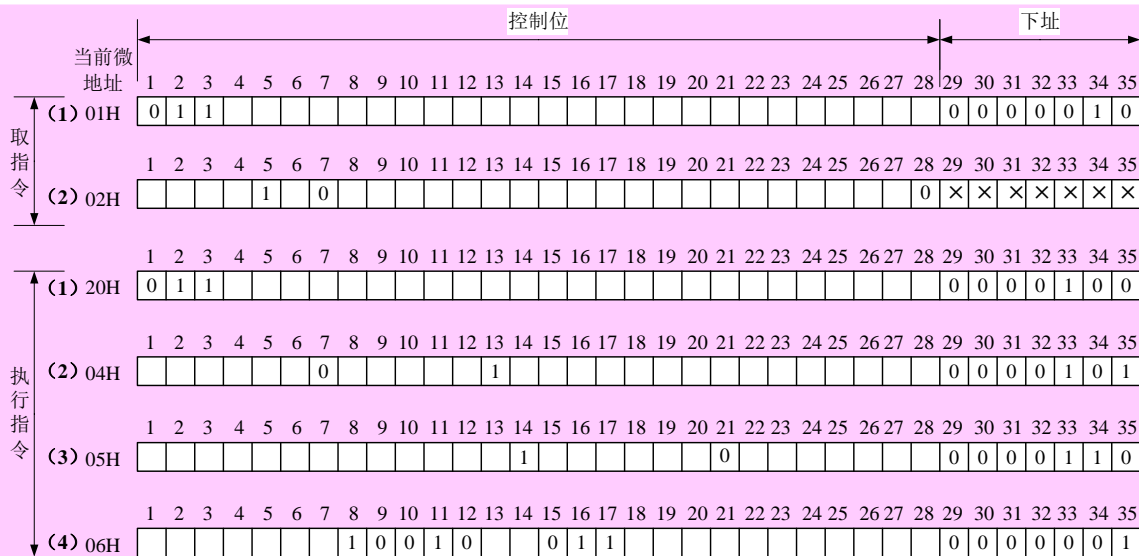 控制位 下址
当前微
地址 1 2 3 4 5 6 7 8 9 10 11 12 13 14 15 16 17 18 19 20 21 22 23 24 25 26 27 28 29 30 31 32 33 34 35
取指令
(1) 01H 0 1 1 0 0 0 0 0 1 0
1 2 3 4 5 6 7 8 9 10 11 12 13 14 15 16 17 18 19 20 21 22 23 24 25 26 27 28 29 30 31 32 33 34 35
(2) 02H 1 0 0 × × × × × × ×
1 2 3 4 5 6 7 8 9 10 11 12 13 14 15 16 17 18 19 20 21 22 23 24 25 26 27 28 29 30 31 32 33 34 35
执行指令
(1) 20H 0 1 1 0 0 0 0 1 0 0
1 2 3 4 5 6 7 8 9 10 11 12 13 14 15 16 17 18 19 20 21 22 23 24 25 26 27 28 29 30 31 32 33 34 35
(2) 04H 0 1 0 0 0 0 1 0 1
1 2 3 4 5 6 7 8 9 10 11 12 13 14 15 16 17 18 19 20 21 22 23 24 25 26 27 28 29 30 31 32 33 34 35
(3) 05H 1 0 0 0 0 0 1 1 0
1 2 3 4 5 6 7 8 9 10 11 12 13 14 15 16 17 18 19 20 21 22 23 24 25 26 27 28 29 30 31 32 33 34 35
(4) 06H 1 0 0 1 0 0 1 1 0 0 0 0 0 0 1